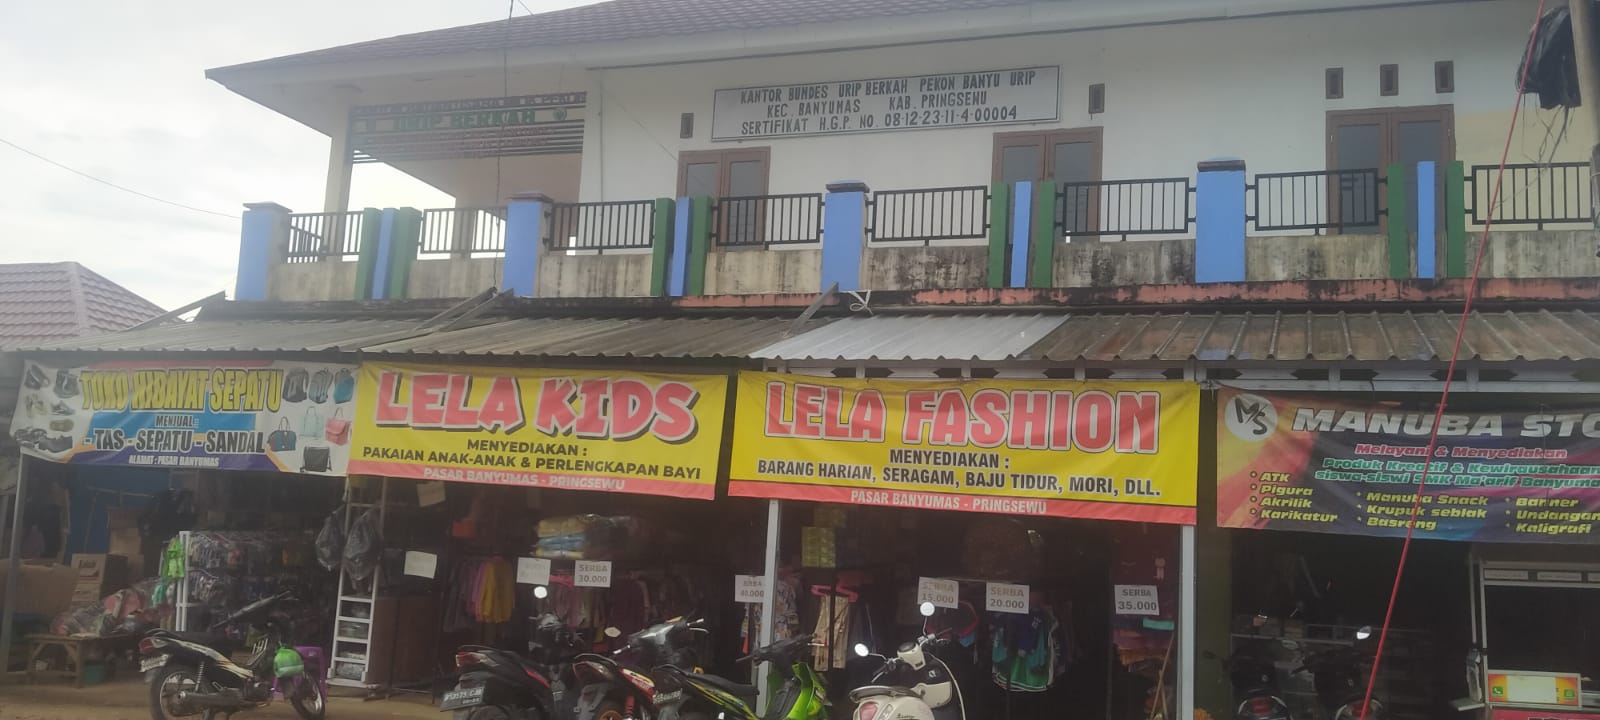 URIP BERKAH
KANTOR BUMDES URIP BERKAH PEKON BANYU URIP
KEC. BANYUMAS KAB. PRINGSEWU
SERTIFIKAT H.G.P. NO. 08-12-23-11-4-00004
TOKO HIDAYAT SEPATU
MENJUAL:
- TAS - SEPATU - SANDAL
ALAMAT : PASAR BANYUMAS
LELA KIDS
MENYEDIAKAN :
PAKAIAN ANAK-ANAK & PERLENGKAPAN BAYI
PASAR BANYUMAS - PRINGSEWU
LELA FASHION
MENYEDIAKAN :
BARANG HARIAN, SERAGAM, BAJU TIDUR, MORI, DLL.
PASAR BANYUMAS - PRINGSEWU
MS
MANUBA STO
Melayani & Menyediakan
Produk Kreatif & Kewirausahaan
siswa-siswi SMK Ma'arif Banyuma
• ATK
• Pigura
• Akrilik
• Karikatur
• Manuba Snack
• Krupuk seblak
• Basreng
• Banner
• Undangan
• Kaligrafi
SERBA
30.000
SERBA
40.000
SERBA
15.000
SERBA
20.000
SERBA
35.000